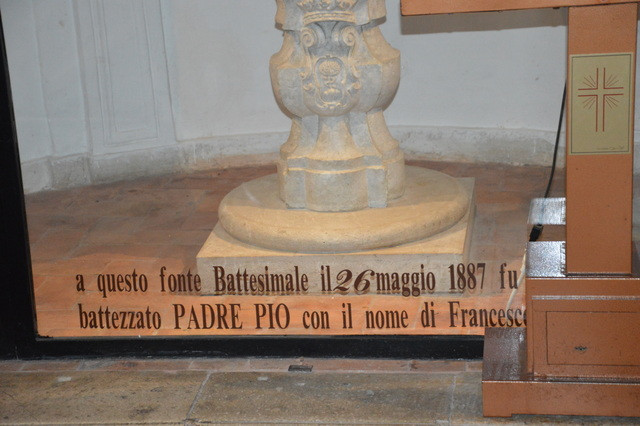 a questo fonte Battesimale il 26 maggio 1887 fu
battezzato PADRE PIO con il nome di Francesco